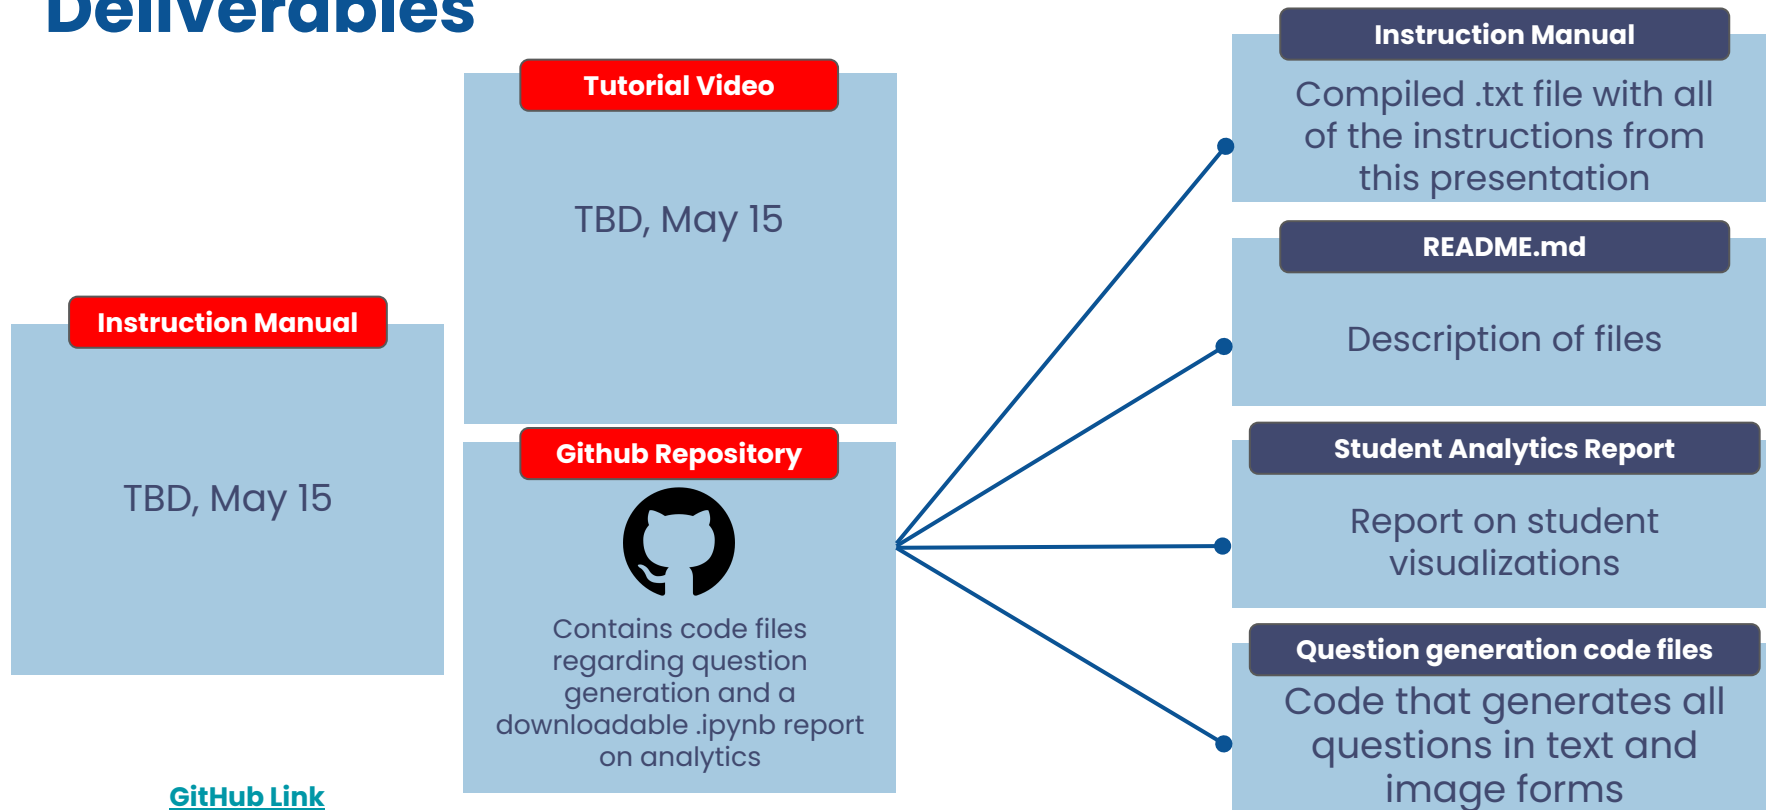 Deliverables
Instruction Manual
TBD, May 15
GitHub Link
Tutorial Video
TBD, May 15
Github Repository
Contains code files
regarding question
generation and a
downloadable .ipynb report
on analytics
Instruction Manual
Compiled .txt file with all
of the instructions from
this presentation
README.md
Description of files
Student Analytics Report
Report on student
visualizations
Question generation code files
Code that generates all
questions in text and
image forms